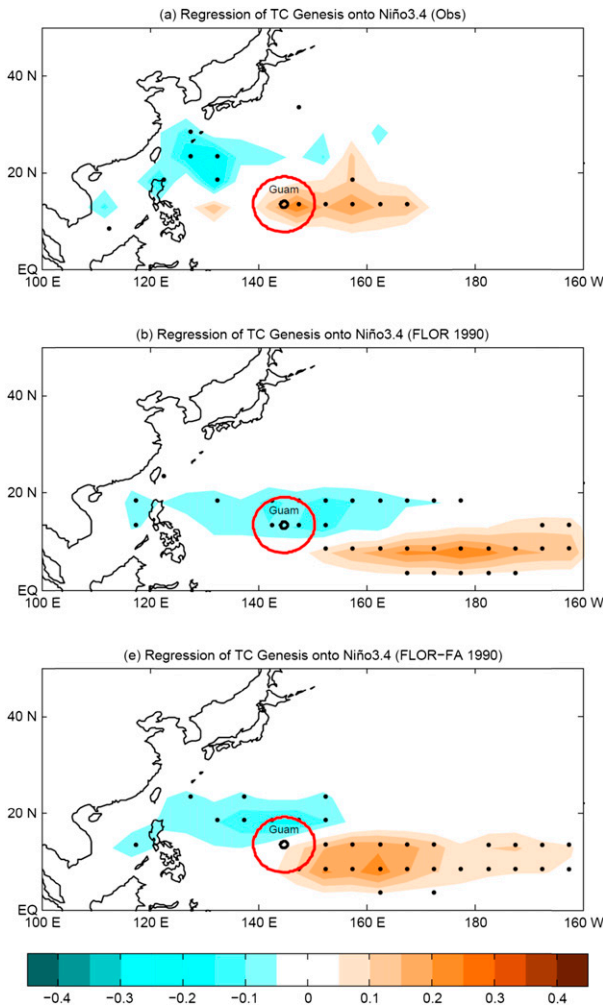 (a) Regression of TC Genesis onto Niño3.4 (Obs)
40 N
20 N
EQ
Guam
100 E 120 E 140 E 160 E 180 160 W
(b) Regression of TC Genesis onto Niño3.4 (FLOR 1990)
40 N
20 N
EQ
Guam
100 E 120 E 140 E 160 E 180 160 W
(e) Regression of TC Genesis onto Niño3.4 (FLOR-FA 1990)
40 N
20 N
EQ
Guam
100 E 120 E 140 E 160 E 180 160 W
-0.4 -0.3 -0.2 -0.1 0 0.1 0.2 0.3 0.4